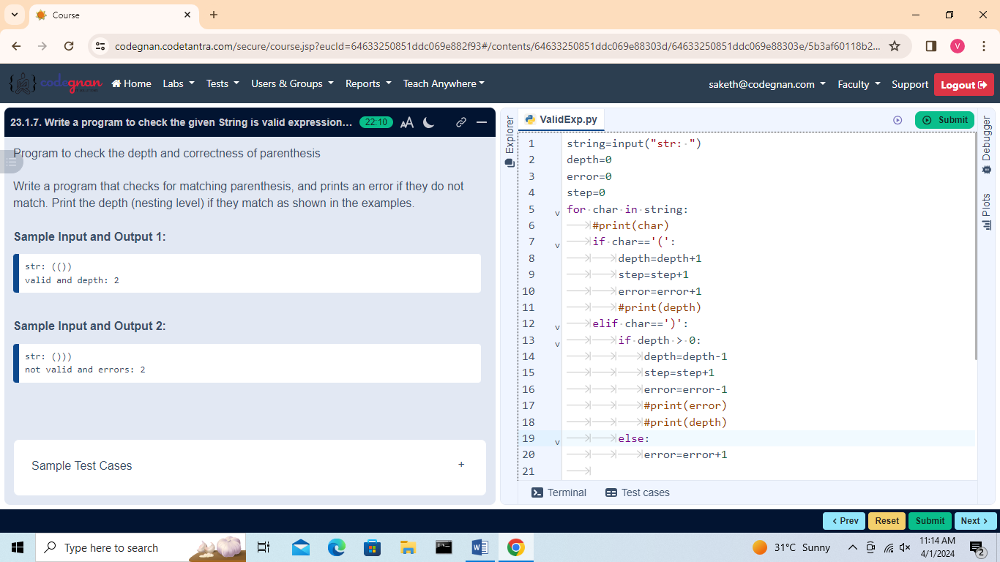 Course
codegnan.codetantra.com/secure/course.jsp?eucId=64633250851ddc069e882f93#/contents/64633250851ddc069e88303d/64633250851ddc069e88303e/5b3af60118b2...
V
codegnan
Home Labs Tests Users & Groups Reports Teach Anywhere saketh@codegnan.com Faculty Support Logout
23.1.7. Write a program to check the given String is valid expression... 22:10 AA
Program to check the depth and correctness of parenthesis
Write a program that checks for matching parenthesis, and prints an error if they do not
match. Print the depth (nesting level) if they match as shown in the examples.
Sample Input and Output 1:
str: (())
valid and depth: 2
Sample Input and Output 2:
str: ()))
not valid and errors: 2
Sample Test Cases +
Explorer
ValidExp.py Submit
1 string=input("str: ")
2 depth=0
3 error=0
4 step=0
5 for char in string:
6 #print(char)
7 if char=='(':
8 depth=depth+1
9 step=step+1
10 error=error+1
11 #print(depth)
12 elif char==')':
13 if depth > 0:
14 depth=depth-1
15 step=step+1
16 error=error-1
17 #print(error)
18 #print(depth)
19 else:
20 error=error+1
21
Terminal Test cases
Debugger
Plots
< Prev Reset Submit Next >
Type here to search
31°C Sunny
11:14 AM
4/1/2024
2